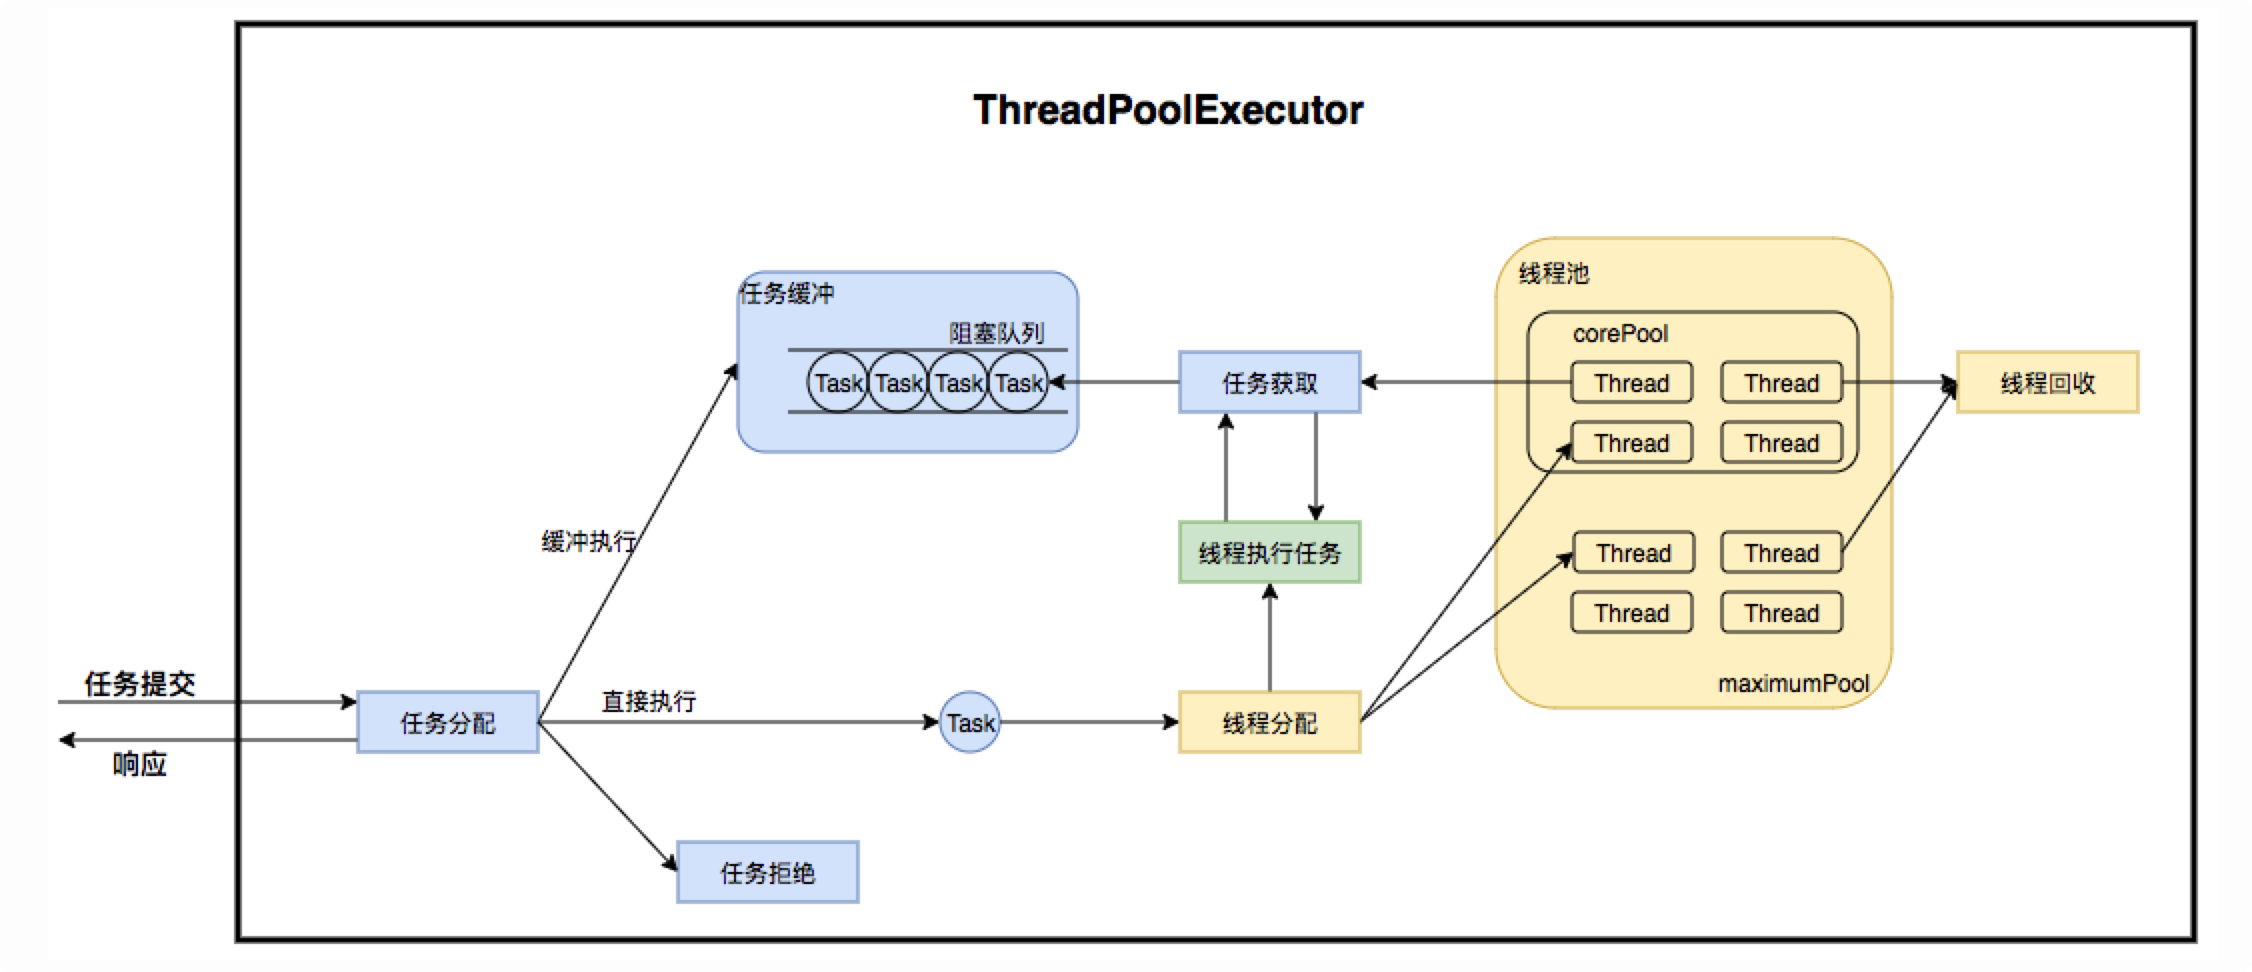 ThreadPoolExecutor
任务缓冲
阻塞队列
Task Task Task Task
任务获取
线程池
corePool
Thread Thread
Thread Thread
线程回收
缓冲执行
线程执行任务
Thread Thread
Thread Thread
maximumPool
任务提交
响应
任务分配
直接执行
Task
线程分配
任务拒绝